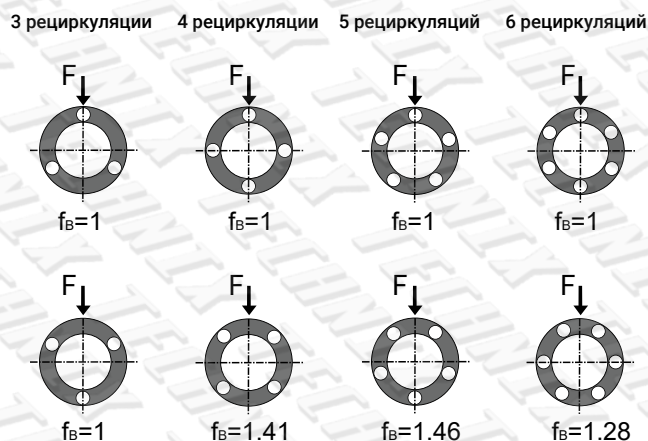 3 рециркуляции 4 рециркуляции 5 рециркуляций 6 рециркуляций
F F F F
fB=1 fB=1 fB=1 fB=1
F F F F
fB=1 fB=1.41 fB=1.46 fB=1.28